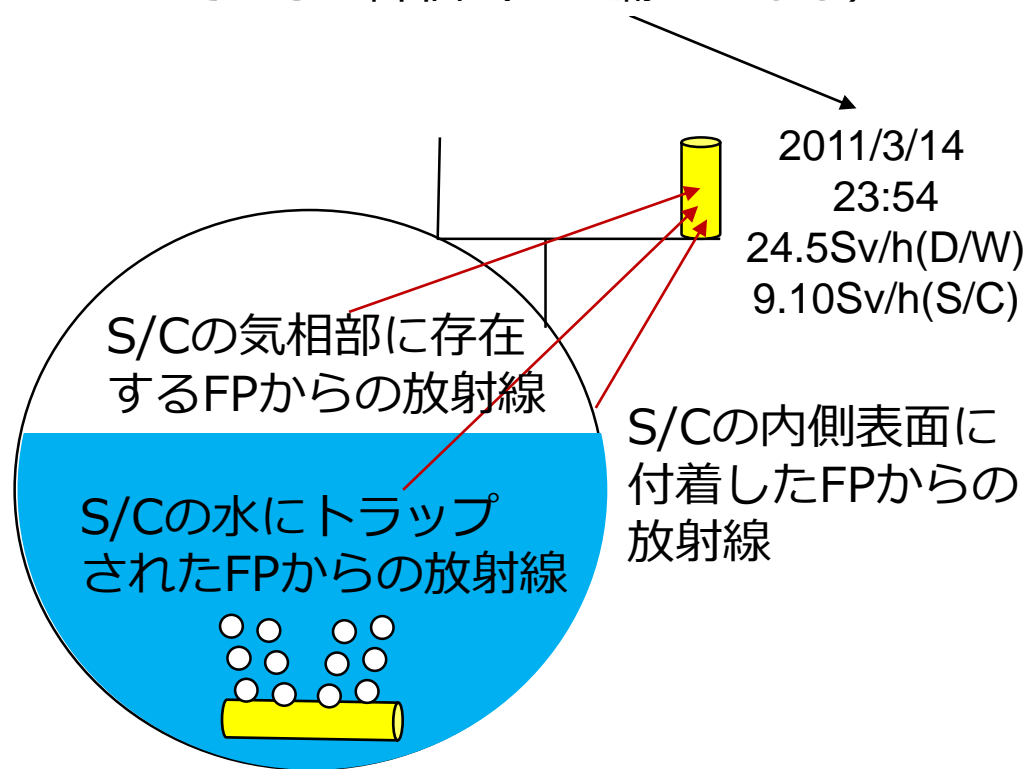 2011/3/14
23:54
24.5Sv/h(D/W)
9.10Sv/h(S/C)
S/Cの気相部に存在
するFPからの放射線
S/Cの内側表面に
付着したFPからの
放射線
S/Cの水にトラップ
されたFPからの放射線